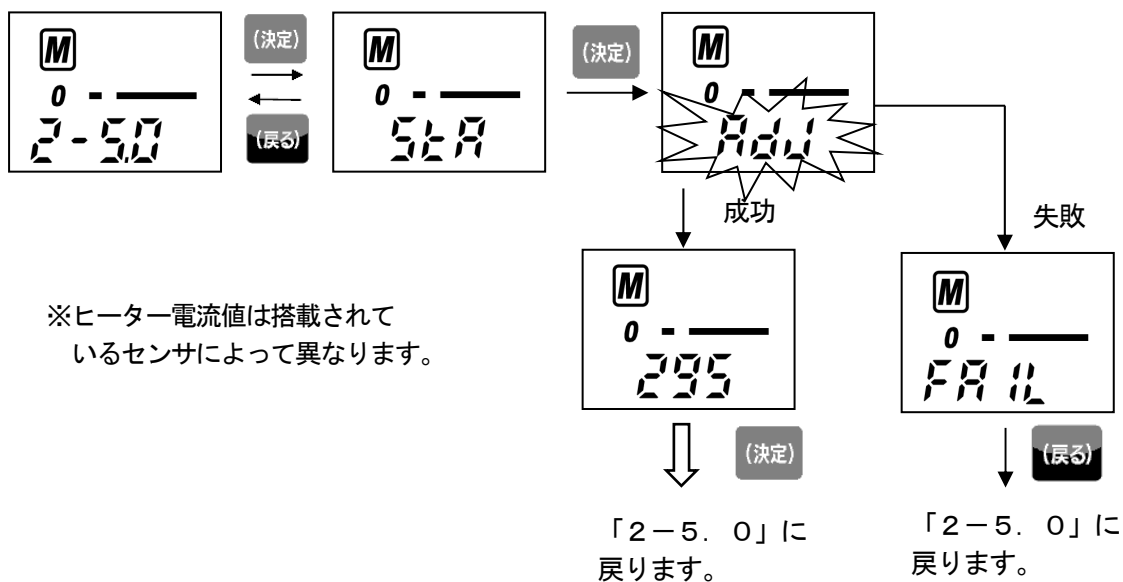 M
0
2-5.0
(決定)
(戻る)
M
0
StA
(決定)
M
0
AdJ
成功
失敗
※ヒーター電流値は搭載されて
いるセンサによって異なります。
M
0
295
(決定)
「2－5．0」に
戻ります。
M
0
FAIL
(戻る)
「2－5．0」に
戻ります。